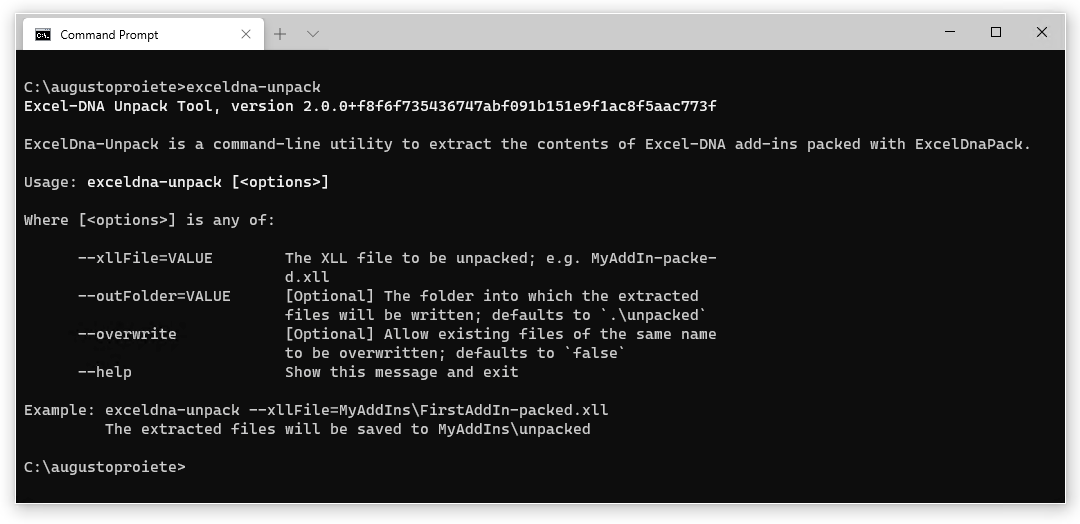 Command Prompt
C:\augustoproiete>exceldna-unpack
Excel-DNA Unpack Tool, version 2.0.0+f8f6f735436747abf091b151e9f1ac8f5aac773f
ExcelDna-Unpack is a command-line utility to extract the contents of Excel-DNA add-ins packed with ExcelDnaPack.
Usage: exceldna-unpack [<options>]
Where [<options>] is any of:
--xllFile=VALUE The XLL file to be unpacked; e.g. MyAddIn-packe-
d.xll
--outFolder=VALUE [Optional] The folder into which the extracted
files will be written; defaults to `.\unpacked`
--overwrite [Optional] Allow existing files of the same name
to be overwritten; defaults to `false`
--help Show this message and exit
Example: exceldna-unpack --xllFile=MyAddIns\FirstAddIn-packed.xll
The extracted files will be saved to MyAddIns\unpacked
C:\augustoproiete>